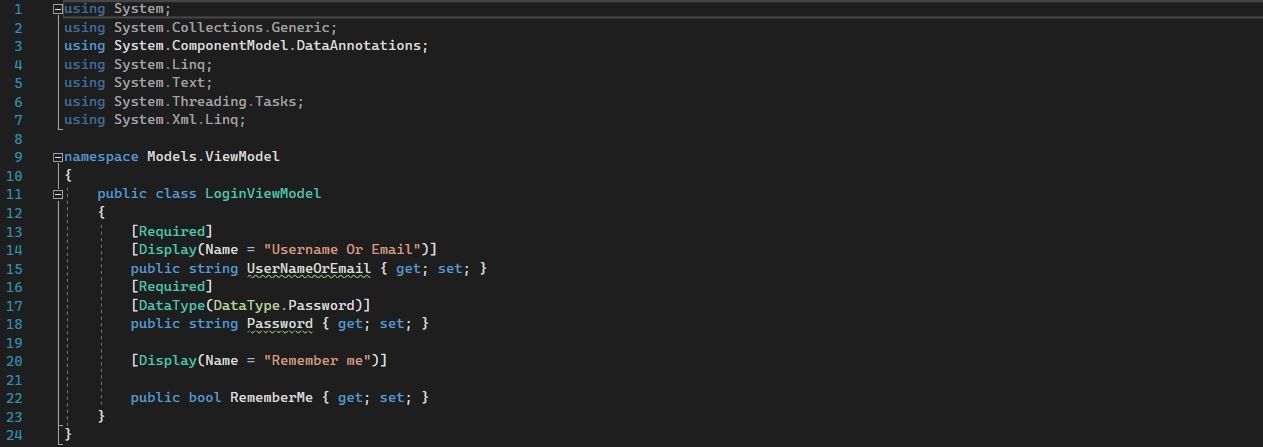 1 using System;
2 using System.Collections.Generic;
3 using System.ComponentModel.DataAnnotations;
4 using System.Linq;
5 using System.Text;
6 using System.Threading.Tasks;
7 using System.Xml.Linq;
8
9 namespace Models.ViewModel
10 {
11     public class LoginViewModel
12     {
13         [Required]
14         [Display(Name = "Username Or Email")]
15         public string UserNameOrEmail { get; set; }
16         [Required]
17         [DataType(DataType.Password)]
18         public string Password { get; set; }
19
20         [Display(Name = "Remember me")]
21
22         public bool RememberMe { get; set; }
23     }
24 }